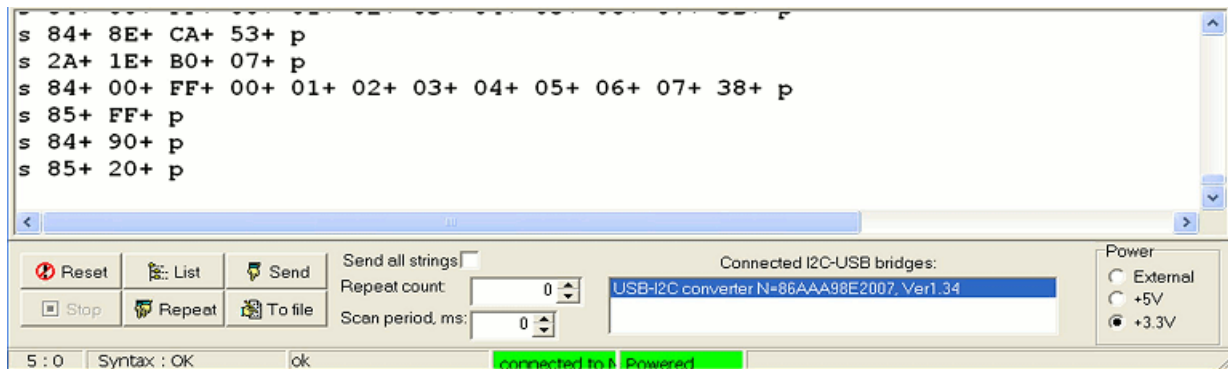 s 84+ 8E+ CA+ 53+ p
s 2A+ 1E+ B0+ 07+ p
s 84+ 00+ FF+ 00+ 01+ 02+ 03+ 04+ 05+ 06+ 07+ 38+ p
s 85+ FF+ p
s 84+ 90+ p
s 85+ 20+ p
Reset List Send
Stop Repeat To file
Send all strings
Repeat count: 0
Scan period, ms: 0
Connected I2C-USB bridges:
USB-I2C converter N=86AAA98E2007, Ver1.34
Power
External
+5V
+3.3V
5 : 0 Syntax : OK ok connected to N Powered